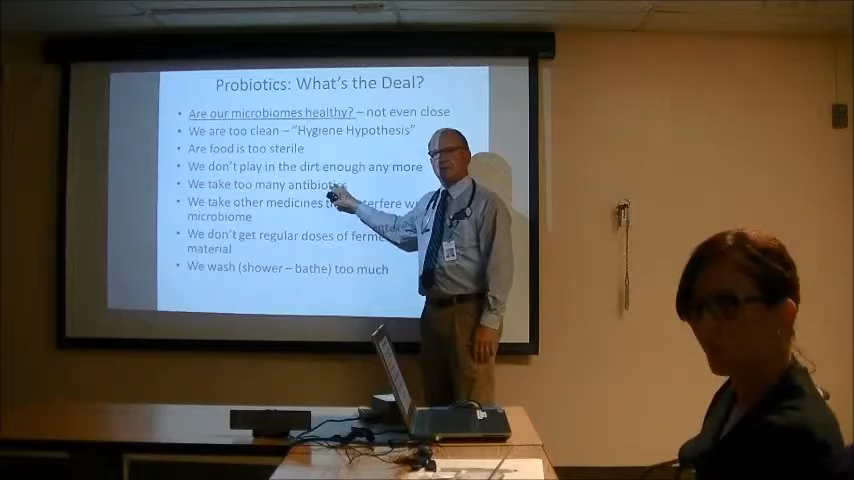 Probiotics: What's the Deal?
• Are our microbiomes healthy? – not even close
• We are too clean – "Hygiene Hypothesis"
• Are food is too sterile
• We don't play in the dirt enough any more
• We take too many antibiotics
• We take other medicines
microbiome
• We don't get regular doses of
material
• We wash (shower – bathe) too much